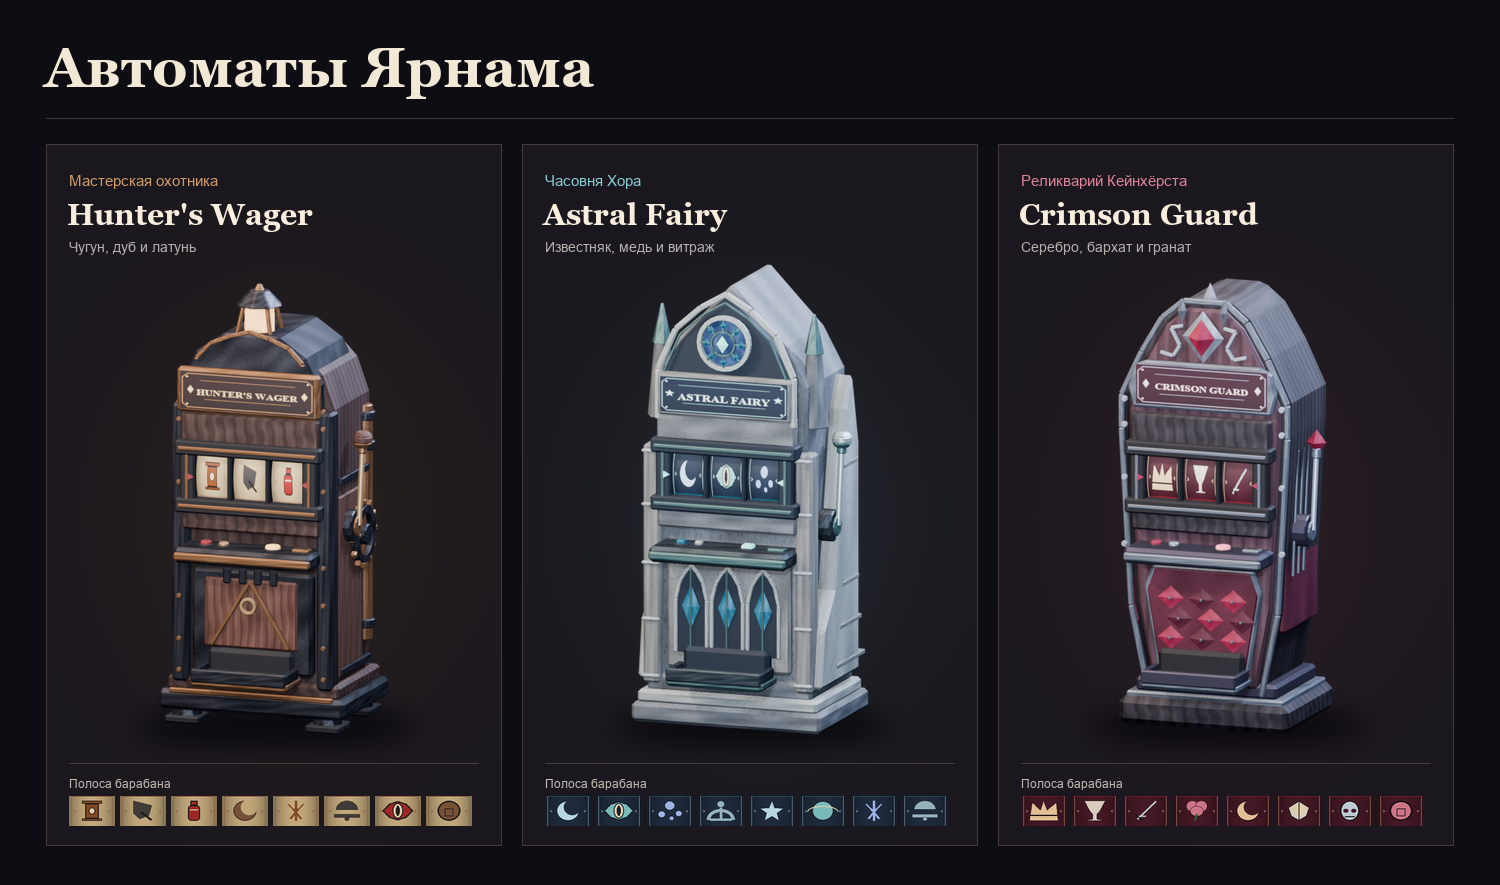 Автоматы Ярнама
Мастерская охотника
Hunter's Wager
Чугун, дуб и латунь
HUNTER'S WAGER
Полоса барабана
Часовня Хора
Astral Fairy
Известняк, медь и витраж
ASTRAL FAIRY
Полоса барабана
Реликварий Кейнхёрста
Crimson Guard
Серебро, бархат и гранат
CRIMSON GUARD
Полоса барабана